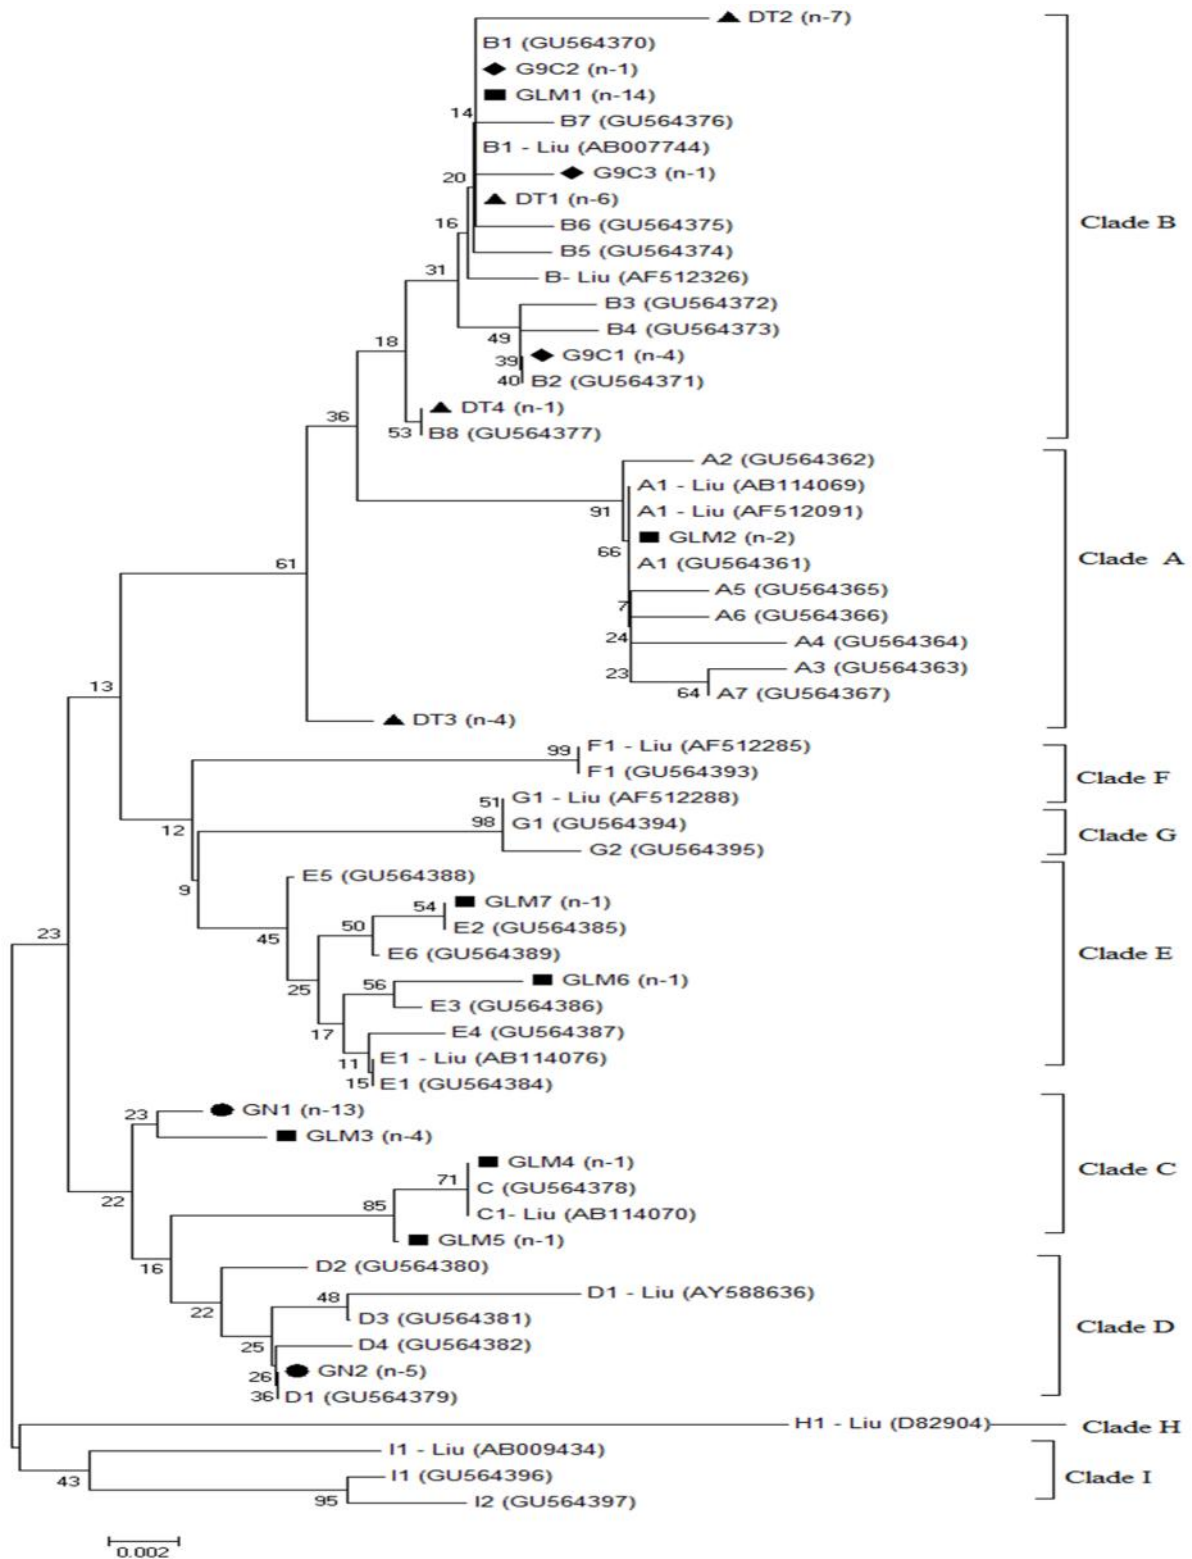 DT2 (n-7)
B1 (GU564370)
G9C2 (n-1)
GLM1 (n-14)
14
B7 (GU564376)
B1 - Liu (AB007744)
20
G9C3 (n-1)
DT1 (n-6)
16
B6 (GU564375)
Clade B
B5 (GU564374)
31
B- Liu (AF512326)
B3 (GU564372)
B4 (GU564373)
49
18
G9C1 (n-4)
39
40
B2 (GU564371)
DT4 (n-1)
36
53
B8 (GU564377)
A2 (GU564362)
A1 - Liu (AB114069)
91
A1 - Liu (AF512091)
GLM2 (n-2)
66
Clade A
61
A1 (GU564361)
A5 (GU564365)
7
A6 (GU564366)
24
A4 (GU564364)
23
A3 (GU564363)
13
64
A7 (GU564367)
DT3 (n-4)
99
F1 - Liu (AF512285)
F1 (GU564393)
Clade F
51
G1 - Liu (AF512288)
98
G1 (GU564394)
12
Clade G
G2 (GU564395)
E5 (GU564388)
9
54
GLM7 (n-1)
50
E2 (GU564385)
23
45
E6 (GU564389)
Clade E
GLM6 (n-1)
56
25
E3 (GU564386)
17
E4 (GU564387)
11
E1 - Liu (AB114076)
15
E1 (GU564384)
23
GN1 (n-13)
GLM3 (n-4)
GLM4 (n-1)
71
Clade C
C (GU564378)
22
85
C1- Liu (AB114070)
GLM5 (n-1)
16
D2 (GU564380)
D1 - Liu (AY588636)
48
22
D3 (GU564381)
Clade D
25
D4 (GU564382)
26
GN2 (n-5)
36
D1 (GU564379)
H1 - Liu (D82904)
Clade H
I1 - Liu (AB009434)
43
I1 (GU564396)
Clade I
95
I2 (GU564397)
0.002